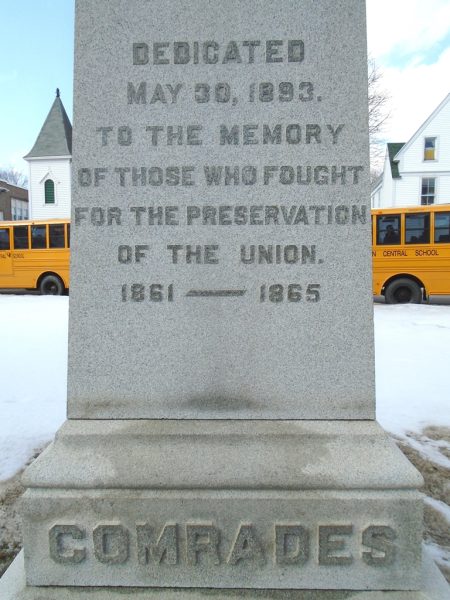 DEDICATED
MAY 30, 1893.
TO THE MEMORY
OF THOSE WHO FOUGHT
FOR THE PRESERVATION
OF THE UNION.
1861 — 1865
COMRADES
CENTRAL SCHOOL